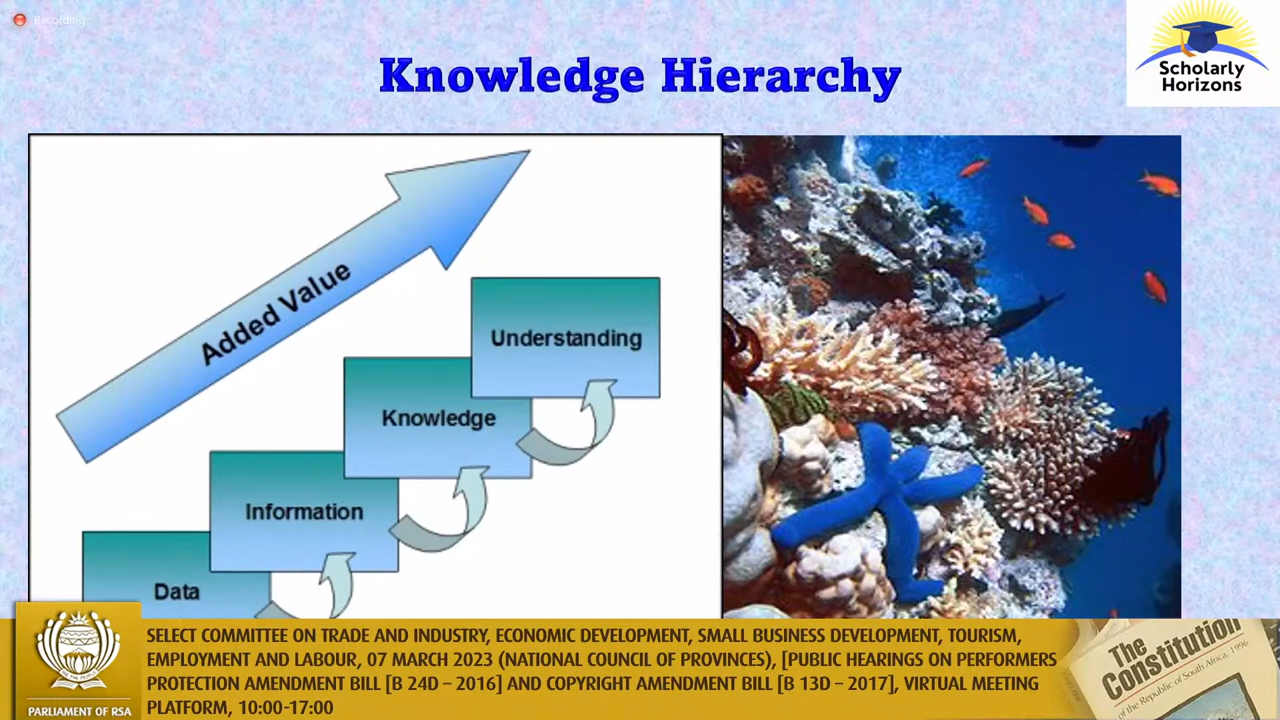 Recording
Knowledge Hierarchy
Scholarly
Horizons
Added Value
Understanding
Knowledge
Information
Data
SELECT COMMITTEE ON TRADE AND INDUSTRY, ECONOMIC DEVELOPMENT, SMALL BUSINESS DEVELOPMENT, TOURISM,
EMPLOYMENT AND LABOUR, 07 MARCH 2023 (NATIONAL COUNCIL OF PROVINCES), [PUBLIC HEARINGS ON PERFORMERS
PROTECTION AMENDMENT BILL [B 24D – 2016] AND COPYRIGHT AMENDMENT BILL [B 13D – 2017], VIRTUAL MEETING
PLATFORM, 10:00-17:00
PARLIAMENT OF RSA
The
Constitution
of the Republic of South Africa, 1996